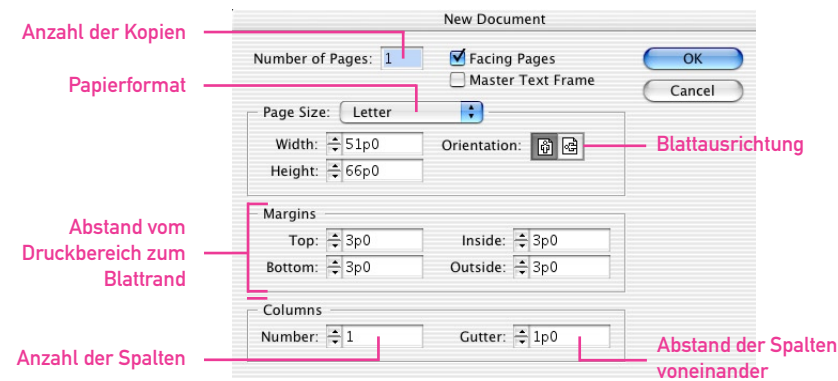 New Document
Anzahl der Kopien
Number of Pages: 1
Facing Pages
OK
Master Text Frame
Cancel
Papierformat
Page Size: Letter
Width: 51p0
Orientation:
Blattausrichtung
Height: 66p0
Abstand vom
Druckbereich zum
Blattrand
Margins
Top: 3p0
Inside: 3p0
Bottom: 3p0
Outside: 3p0
Columns
Number: 1
Gutter: 1p0
Anzahl der Spalten
Abstand der Spalten
voneinander